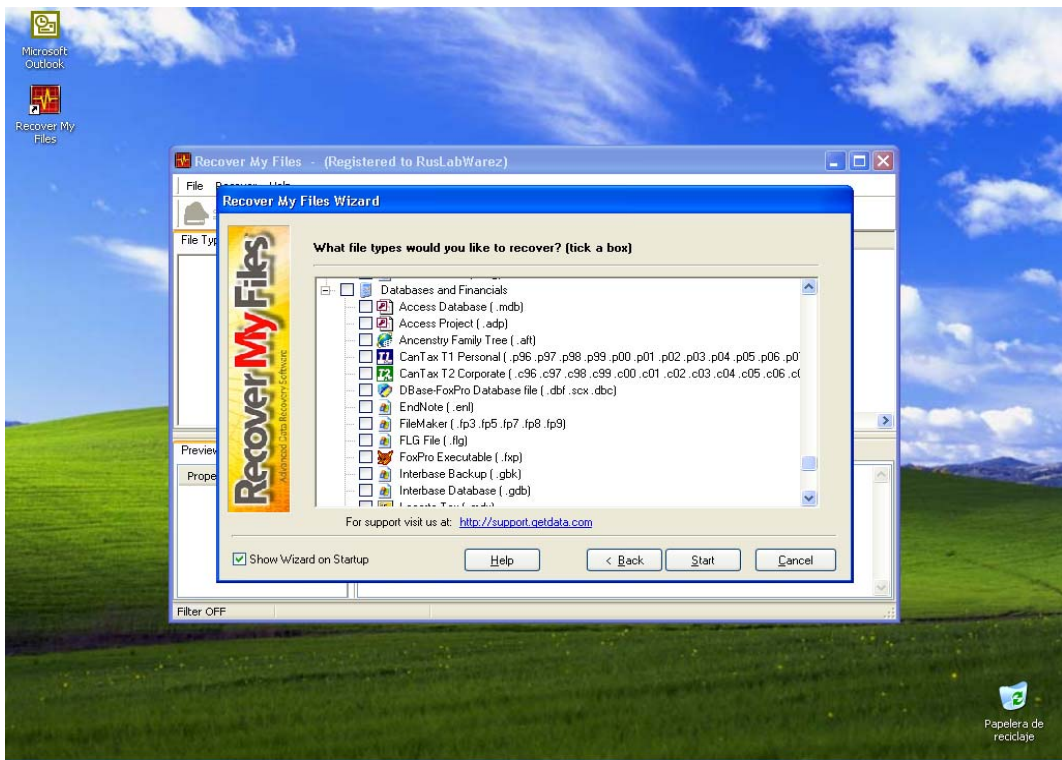 Microsoft
Outlook
Recover My
Files
Recover My Files - (Registered to RusLabWarez)
File
Recover My Files Wizard
File Typ
What file types would you like to recover? (tick a box)
Databases and Financials
Access Database ( .mdb)
Access Project ( .adp)
Ancenstry Family Tree ( .aft)
CanTax T1 Personal ( .p96 .p97 .p98 .p99 .p00 .p01 .p02 .p03 .p04 .p05 .p06 .p0
CanTax T2 Corporate ( .c96 .c97 .c98 .c99 .c00 .c01 .c02 .c03 .c04 .c05 .c06 .c
DBase-FoxPro Database file ( .dbf .scx .dbc)
EndNote ( .enl)
FileMaker ( .fp3 .fp5 .fp7 .fp8 .fp9)
FLG File ( .flg)
FoxPro Executable ( .fxp)
Interbase Backup ( .gbk)
Interbase Database ( .gdb)
RecoverMyFiles
Advanced Data Recovery Software
Preview
Prope
For support visit us at: http://support.getdata.com
Show Wizard on Startup
Help
< Back
Start
Cancel
Filter OFF
Papelera de
reciclaje